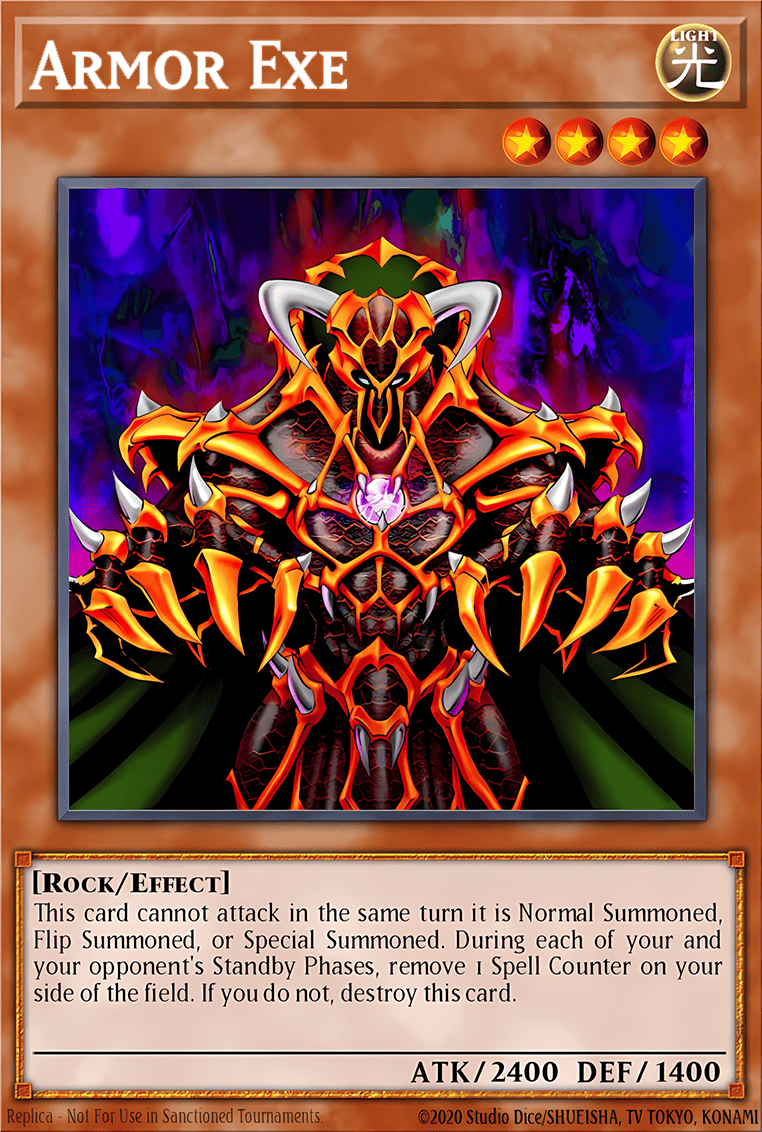 Armor Exe
LIGHT
光
[Rock/Effect]
This card cannot attack in the same turn it is Normal Summoned,
Flip Summoned, or Special Summoned. During each of your and
your opponent's Standby Phases, remove 1 Spell Counter on your
side of the field. If you do not, destroy this card.
ATK/2400 DEF/1400
Replica - Not For Use in Sanctioned Tournaments.
©2020 Studio Dice/SHUEISHA, TV TOKYO, KONAMI